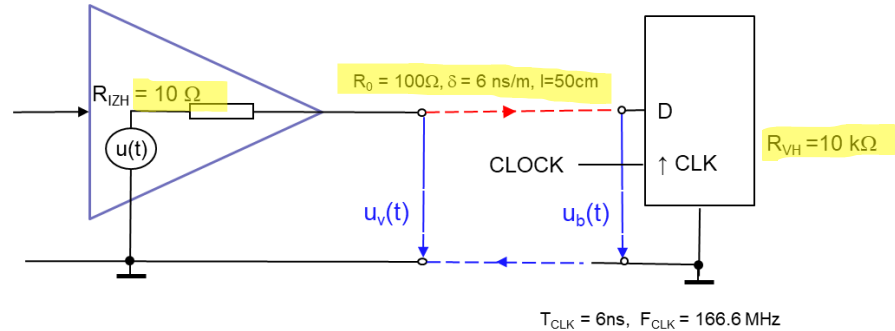 R₀ = 100Ω, δ = 6 ns/m, l=50cm
R_IZH = 10 Ω
D
u(t)
R_VH =10 kΩ
CLOCK
↑ CLK
u_v(t)
u_b(t)
T_CLK = 6ns, F_CLK = 166.6 MHz